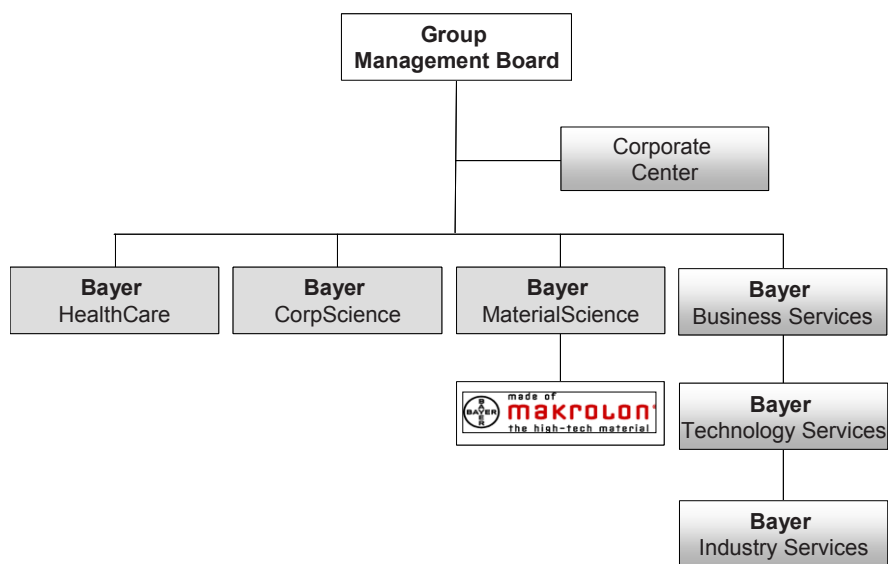 Group
Management Board
Corporate
Center
Bayer
HealthCare
Bayer
CorpScience
Bayer
MaterialScience
Bayer
Business Services
BAYER
BAYER
made of
makrolon®
the high-tech material
Bayer
Technology Services
Bayer
Industry Services